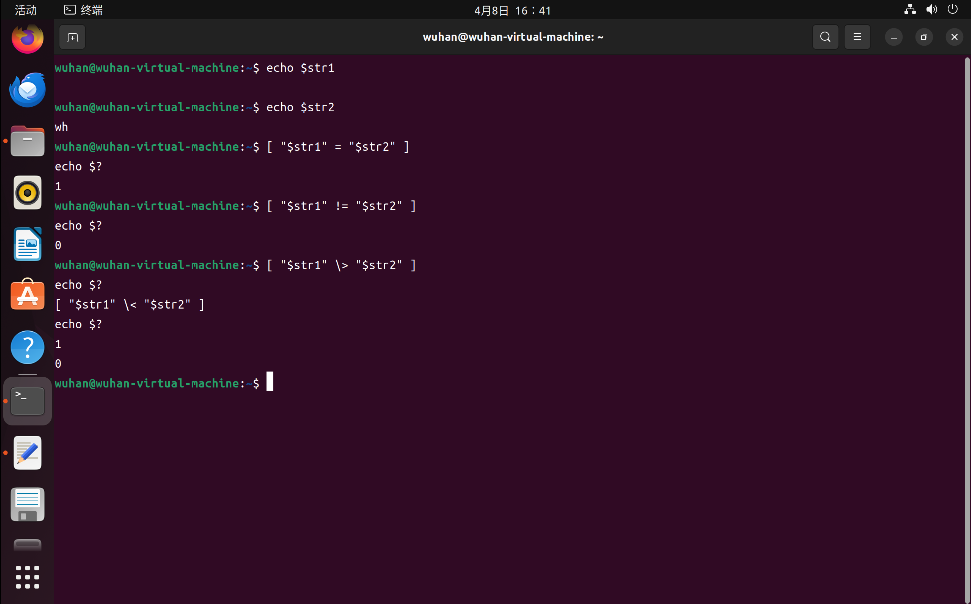 活动 终端 4月8日 16：41
wuhan@wuhan-virtual-machine: ~
wuhan@wuhan-virtual-machine:~$ echo $str1
wuhan@wuhan-virtual-machine:~$ echo $str2
wh
wuhan@wuhan-virtual-machine:~$ [ "$str1" = "$str2" ]
echo $?
1
wuhan@wuhan-virtual-machine:~$ [ "$str1" != "$str2" ]
echo $?
0
wuhan@wuhan-virtual-machine:~$ [ "$str1" \> "$str2" ]
echo $?
[ "$str1" \< "$str2" ]
echo $?
1
0
wuhan@wuhan-virtual-machine:~$